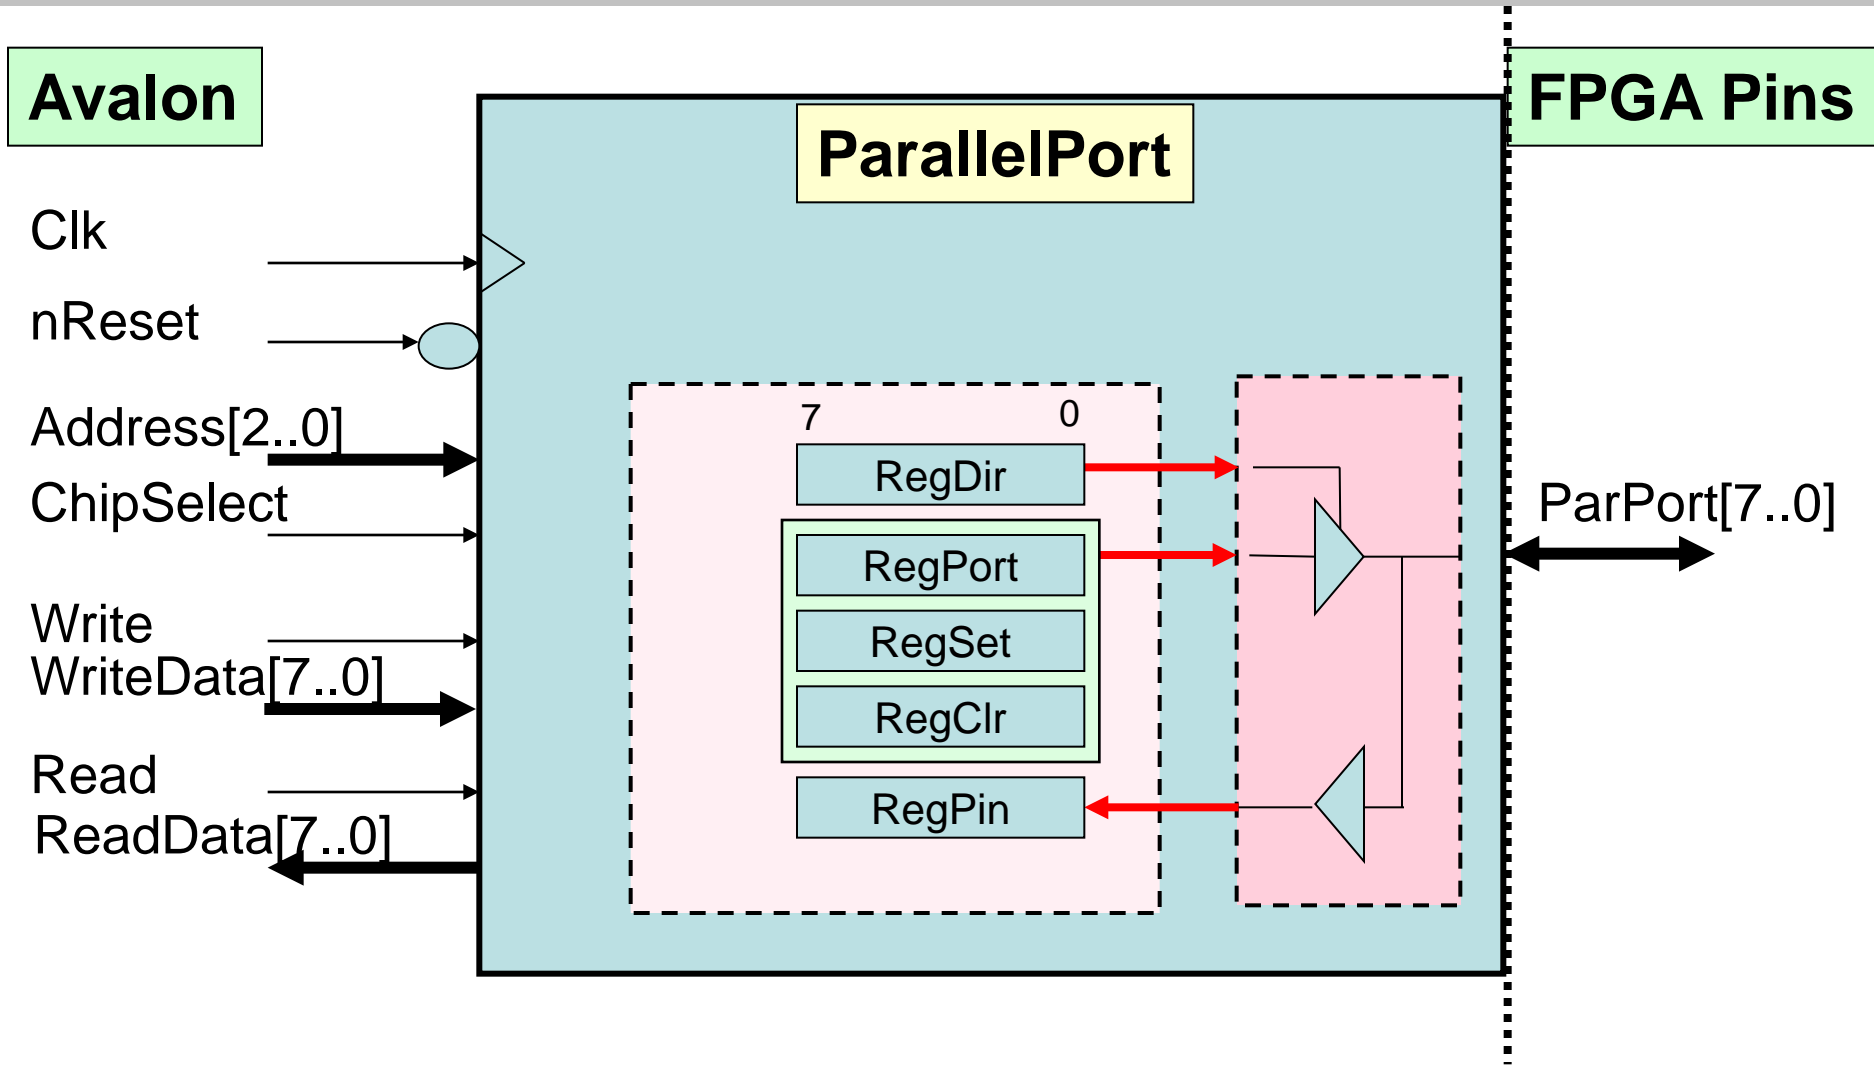 Avalon
FPGA Pins
ParallelPort
Clk
nReset
Address[2..0]
ChipSelect
Write
WriteData[7..0]
Read
ReadData[7..0]
7 0
RegDir
RegPort
RegSet
RegClr
RegPin
ParPort[7..0]